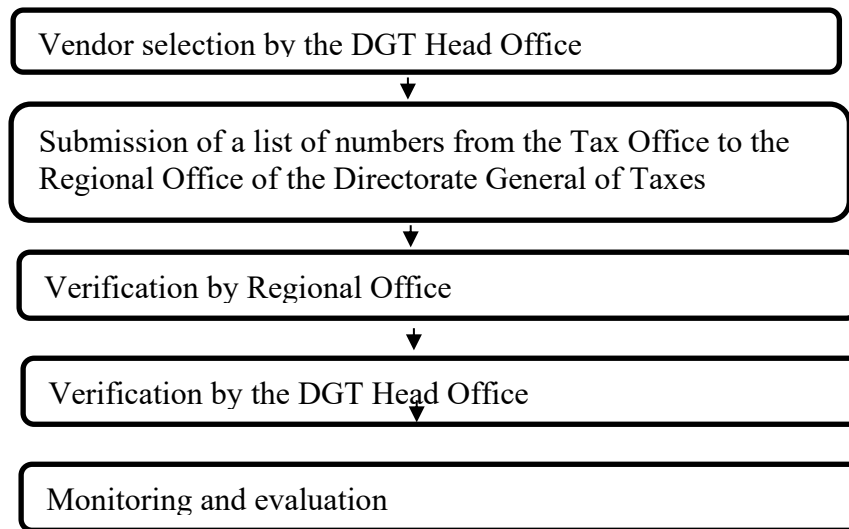 Vendor selection by the DGT Head Office
Submission of a list of numbers from the Tax Office to the
Regional Office of the Directorate General of Taxes
Verification by Regional Office
Verification by the DGT Head Office
Monitoring and evaluation